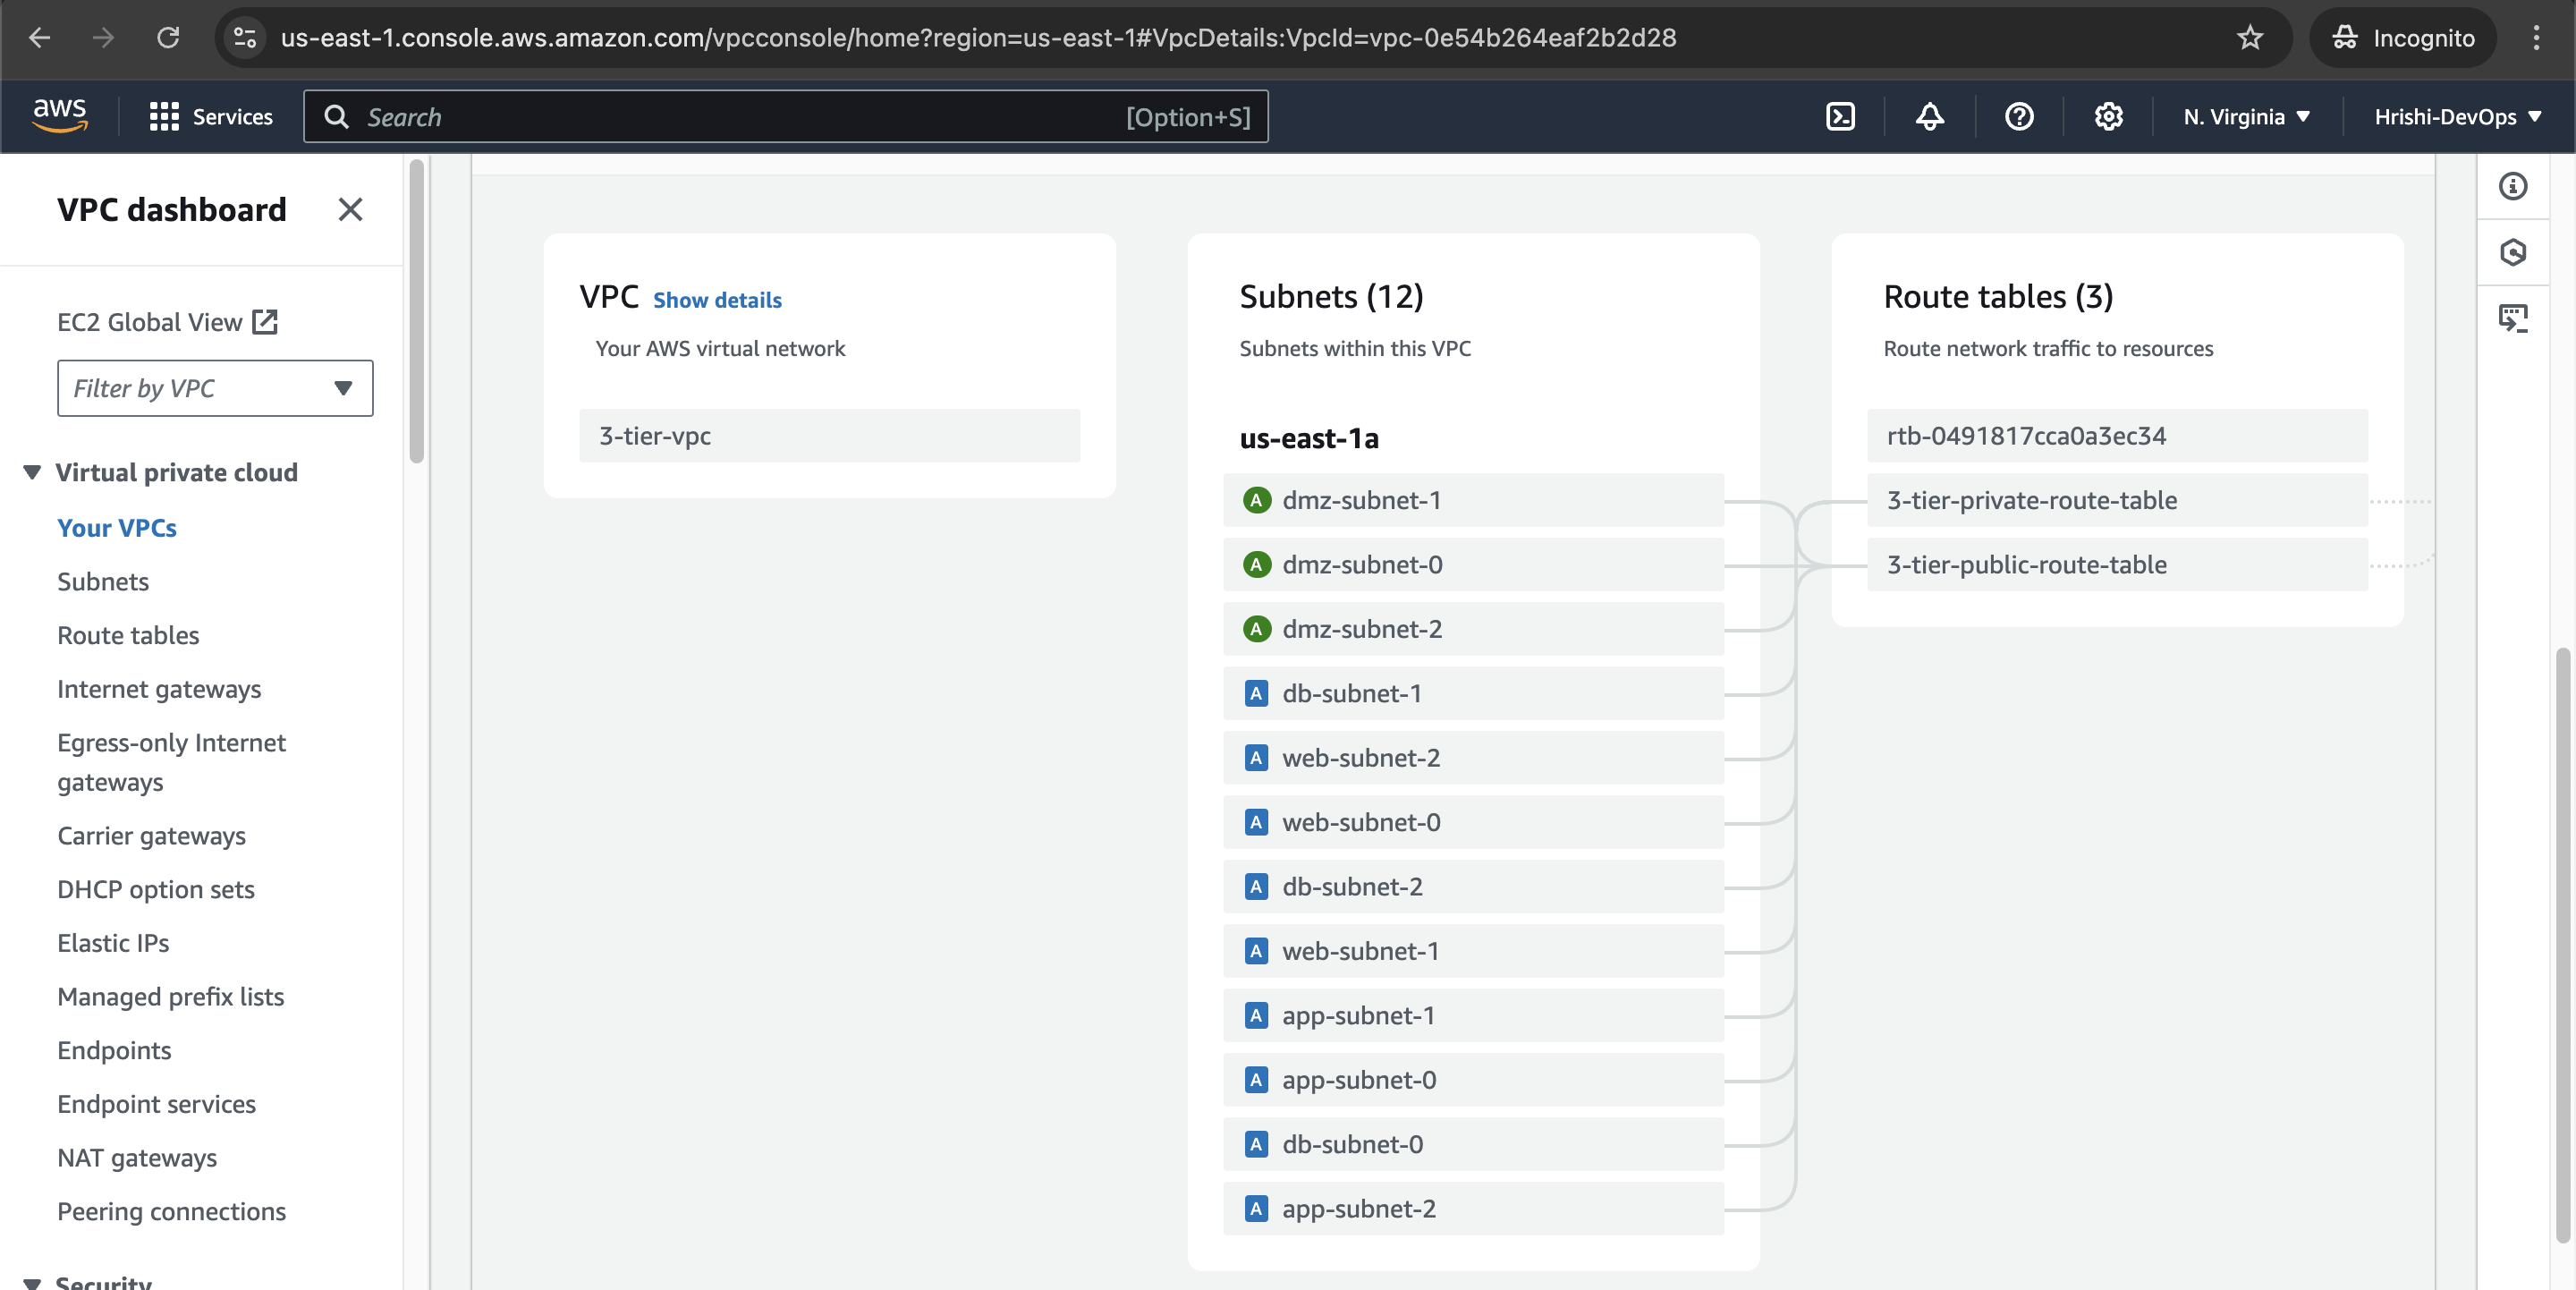 us-east-1.console.aws.amazon.com/vpcconsole/home?region=us-east-1#VpcDetails:VpcId=vpc-0e54b264eaf2b2d28
Incognito
aws
Services
Search
[Option+S]
N. Virginia
Hrishi-DevOps
VPC dashboard
EC2 Global View
Filter by VPC
Virtual private cloud
Your VPCs
Subnets
Route tables
Internet gateways
Egress-only Internet
gateways
Carrier gateways
DHCP option sets
Elastic IPs
Managed prefix lists
Endpoints
Endpoint services
NAT gateways
Peering connections
Security
VPC Show details
Your AWS virtual network
3-tier-vpc
Subnets (12)
Subnets within this VPC
us-east-1a
A dmz-subnet-1
A dmz-subnet-0
A dmz-subnet-2
A db-subnet-1
A web-subnet-2
A web-subnet-0
A db-subnet-2
A web-subnet-1
A app-subnet-1
A app-subnet-0
A db-subnet-0
A app-subnet-2
Route tables (3)
Route network traffic to resources
rtb-0491817cca0a3ec34
3-tier-private-route-table
3-tier-public-route-table